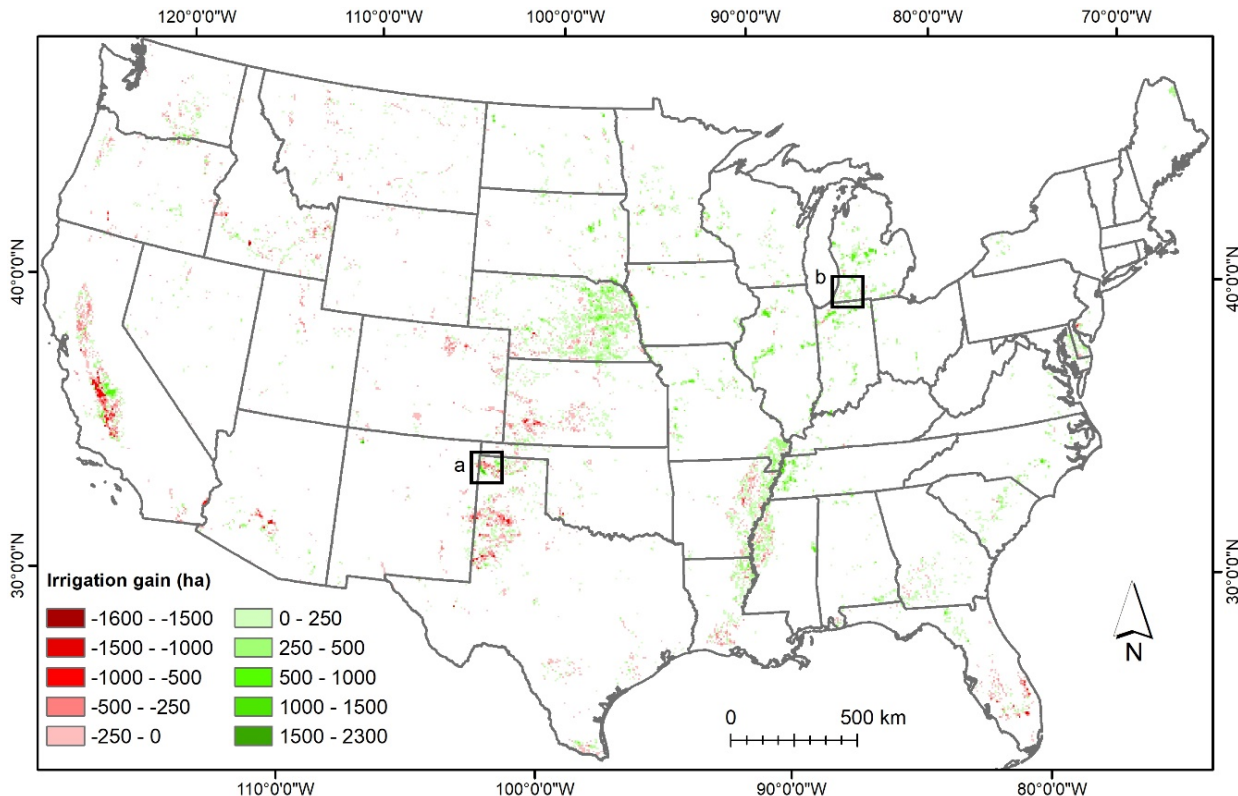 120°0'0"W 110°0'0"W 100°0'0"W 90°0'0"W 80°0'0"W 70°0'0"W
40°0'0"N 40°0'0"N
b
a
30°0'0"N 30°0'0"N
Irrigation gain (ha)
-1600 - -1500 0 - 250
-1500 - -1000 250 - 500
-1000 - -500 500 - 1000
-500 - -250 1000 - 1500
-250 - 0 1500 - 2300
0 500 km
N
110°0'0"W 100°0'0"W 90°0'0"W 80°0'0"W